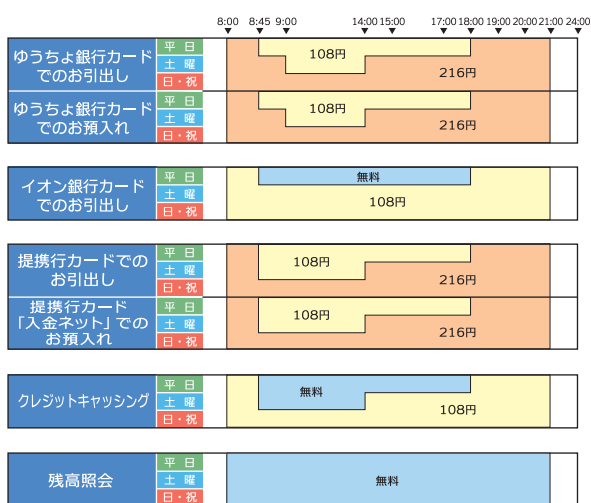 8:00 8:45 9:00 14:00 15:00 17:00 18:00 19:00 20:00 21:00 24:00
ゆうちょ銀行カード
でのお引出し
平 日
土 曜
日・祝
108円
216円
ゆうちょ銀行カード
でのお預入れ
平 日
土 曜
日・祝
108円
216円
イオン銀行カード
でのお引出し
平 日
土 曜
日・祝
無料
108円
提携行カードでの
お引出し
平 日
土 曜
日・祝
108円
216円
提携行カード
「入金ネット」での
お預入れ
平 日
土 曜
日・祝
108円
216円
クレジットキャッシング
平 日
土 曜
日・祝
無料
108円
残高照会
平 日
土 曜
日・祝
無料